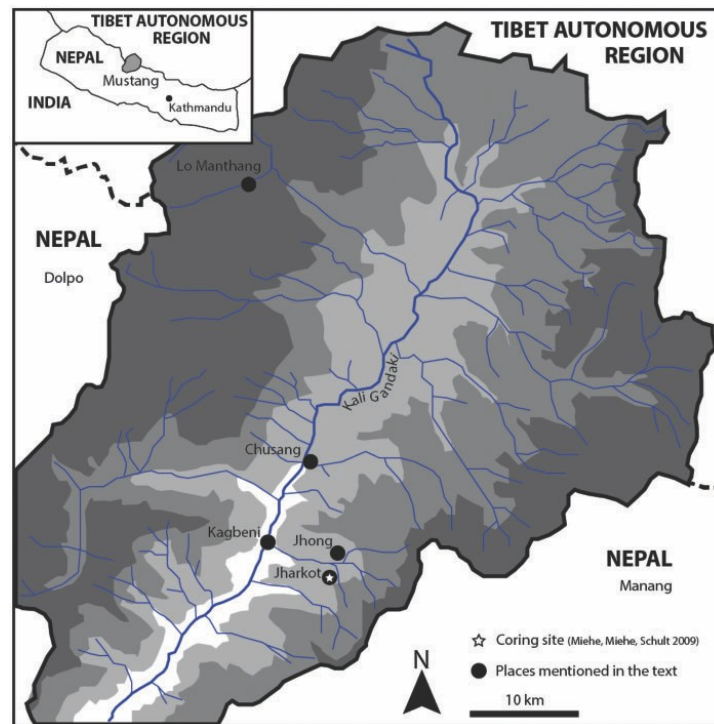 TIBET AUTONOMOUS
REGION
NEPAL
Mustang
INDIA
Kathmandu
TIBET AUTONOMOUS
REGION
Lo Manthang
NEPAL
Dolpo
Kali Gandaki
Chusang
Kagbeni
Jhong
Jharkot
NEPAL
Manang
N
Coring site (Miehe, Miehe, Schult 2009)
Places mentioned in the text
10 km